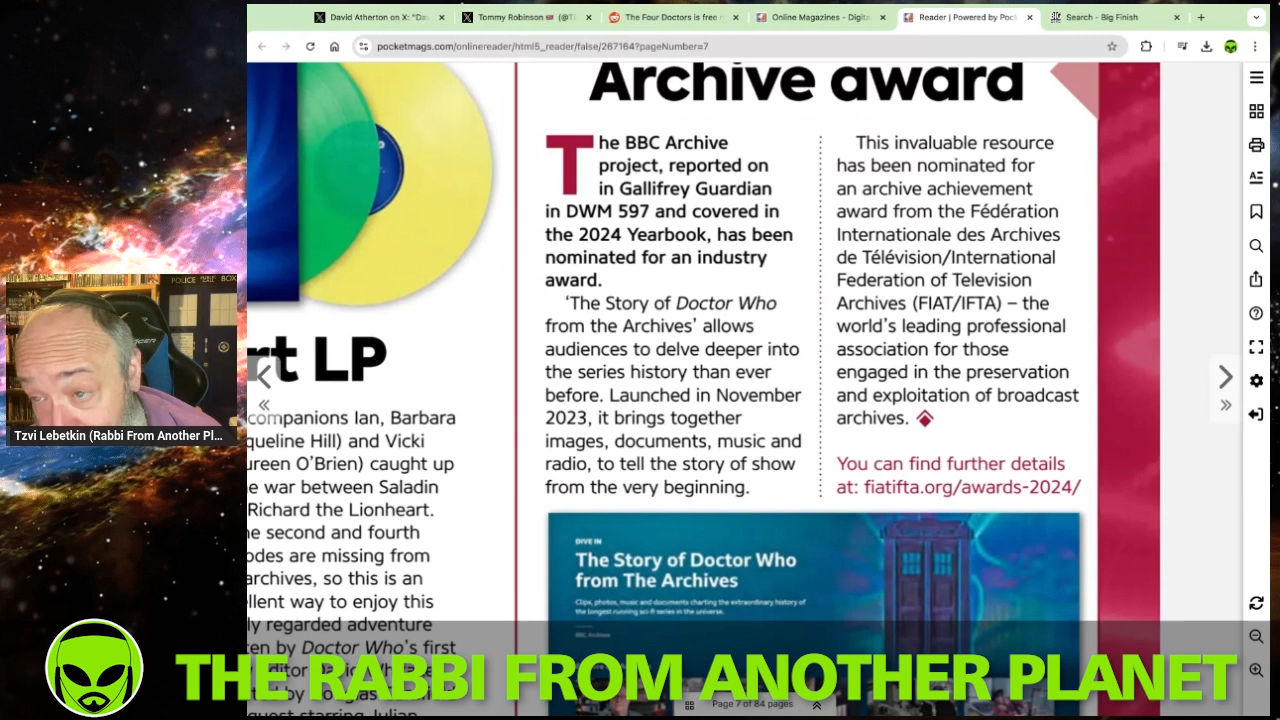 David Atherton on X: "Dav
Tommy Robinson 🇬🇧 (@TR
The Four Doctors is free r
Online Magazines - Digita
Reader | Powered by Pock
Search - Big Finish
pocketmags.com/onlinereader/html5_reader/false/267164?pageNumber=7
Archive award
The BBC Archive
project, reported on
in Gallifrey Guardian
in DWM 597 and covered in
the 2024 Yearbook, has been
nominated for an industry
award.
'The Story of Doctor Who
from the Archives' allows
audiences to delve deeper into
the series history than ever
before. Launched in November
2023, it brings together
images, documents, music and
radio, to tell the story of show
from the very beginning.
This invaluable resource
has been nominated for
an archive achievement
award from the Fédération
Internationale des Archives
de Télévision/International
Federation of Television
Archives (FIAT/IFTA) – the
world's leading professional
association for those
engaged in the preservation
and exploitation of broadcast
archives.
You can find further details
at: fiatifta.org/awards-2024/
rt LP
companions Ian, Barbara
queline Hill) and Vicki
ureen O'Brien) caught up
e war between Saladin
Richard the Lionheart.
he second and fourth
odes are missing from
archives, so this is an
llent way to enjoy this
ly regarded adventure
ten by Doctor Who's first
DIVE IN
The Story of Doctor Who
from The Archives
Clips, photos, music and documents charting the extraordinary history of
the longest running sci-fi series in the universe.
BBC Archives
POLICE BOX
Tzvi Lebetkin (Rabbi From Another Pl...
THE RABBI FROM ANOTHER PLANET
Page 7 of 84 pages